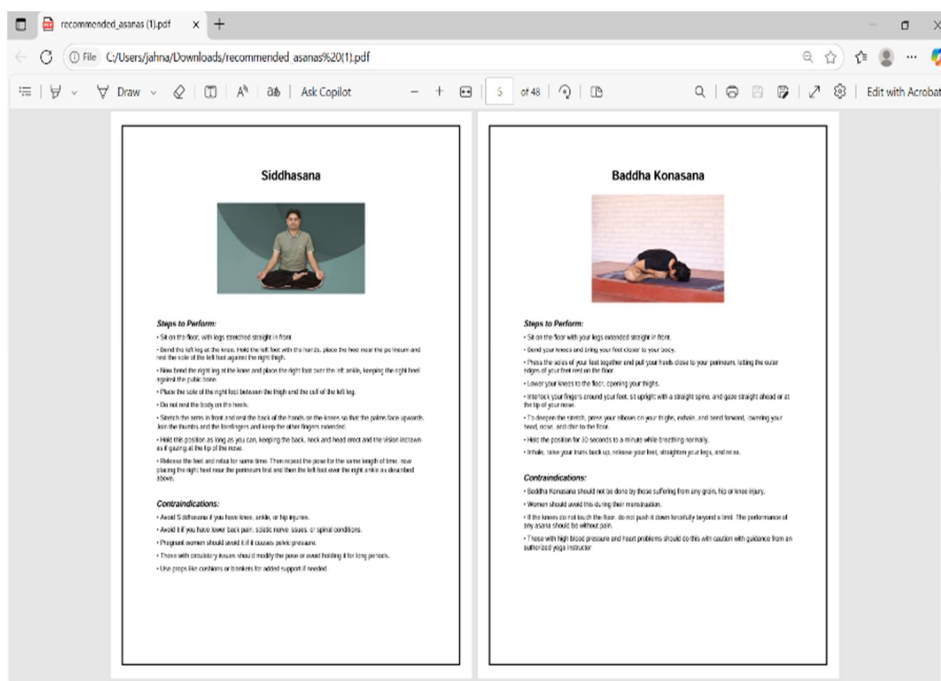 recommended_asanas (1).pdf
File
C:/Users/jahna/Downloads/recommended_asanas%20(1).pdf
Draw
Ask Copilot
5
of 48
Edit with Acrobat
Siddhasana
Steps to Perform:
• Sit on the floor, with legs stretched straight in front.
• Bend the left leg at the knee. Hold the left foot with the hands, place the heel near the perineum and
rest the sole of the left foot against the right thigh.
• Now bend the right leg at the knee and place the right foot over the left ankle, keeping the right heel
against the pubic bone.
• Place the sole of the right foot between the thigh and the calf of the left leg.
• Do not rest the body on the heels.
• Stretch the arms in front and rest the back of the hands on the knees so that the palms face upwards.
Join the thumbs and the forefingers and keep the other fingers extended.
• Hold this position as long as you can, keeping the back, neck and head erect and the vision indrawn
as if gazing at the tip of the nose.
• Release the feet and relax for some time. Then repeat the pose for the same length of time, now
placing the right heel near the perineum first and then the left foot over the right ankle as described
above.
Contraindications:
• Avoid Siddhasana if you have knee, ankle, or hip injuries.
• Avoid it if you have lower back pain, sciatic nerve issues, or spinal conditions.
• Pregnant women should avoid it if it causes pelvic pressure.
• Those with circulatory issues should modify the pose or avoid holding it for long periods.
• Use props like cushions or blankets for added support if needed.
Baddha Konasana
Steps to Perform:
• Sit on the floor with your legs extended straight in front.
• Bend your knees and bring your feet closer to your body.
• Press the soles of your feet together and pull your heels close to your perineum, letting the outer
edges of your feet rest on the floor.
• Lower your knees to the floor, opening your thighs.
• Interlock your fingers around your feet, sit upright with a straight spine, and gaze straight ahead or at
the tip of your nose.
• To deepen the stretch, press your elbows on your thighs, exhale, and bend forward, lowering your
head, nose, and chin to the floor.
• Hold the position for 30 seconds to a minute while breathing normally.
• Inhale, raise your trunk back up, release your feet, straighten your legs, and relax.
Contraindications:
• Baddha Konasana should not be done by those suffering from any groin, hip or knee injury.
• Women should avoid this during their menstruation.
• If the knees do not touch the floor, do not push it down forcefully beyond a limit. The performance of
any asana should be without pain.
• Those with high blood pressure and heart problems should do this with caution with guidance from an
authorized yoga instructor